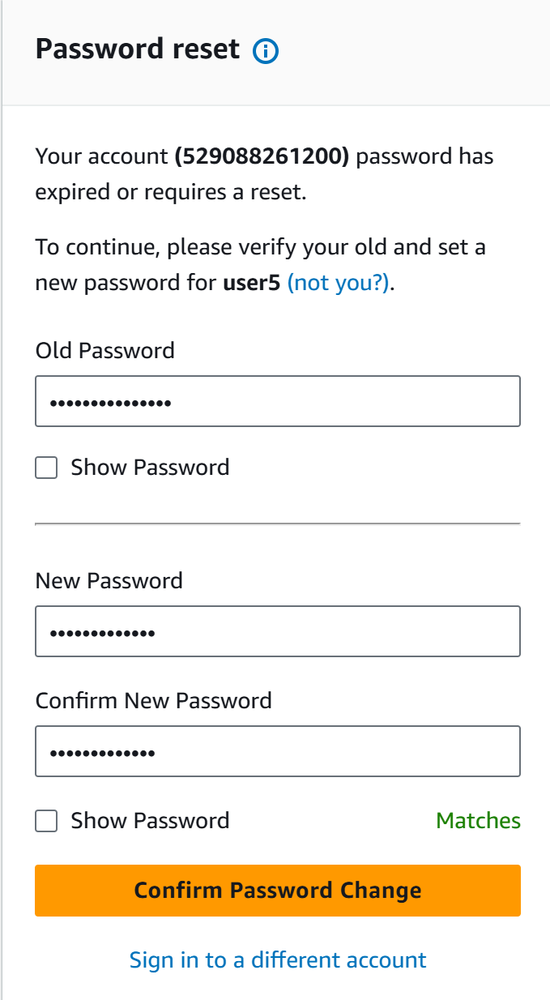 Password reset
Your account (529088261200) password has
expired or requires a reset.
To continue, please verify your old and set a
new password for user5 (not you?).
Old Password
•••••••••••••••
Show Password
New Password
•••••••••••••
Confirm New Password
•••••••••••••
Show Password Matches
Confirm Password Change
Sign in to a different account